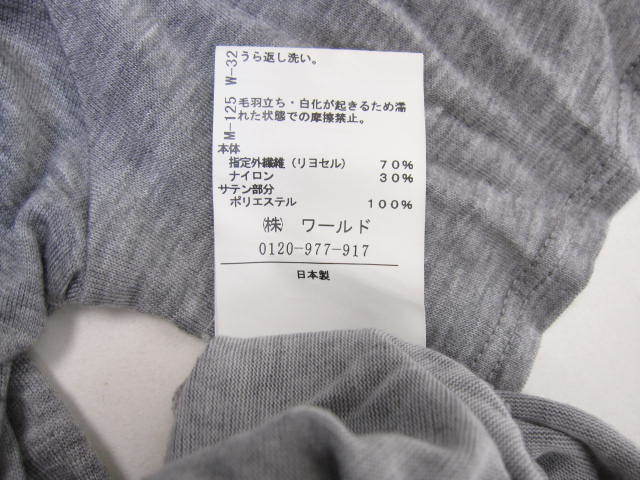 うら返し洗い。
毛羽立ち・白化が起きるため濡
れた状態での摩擦禁止。
M-125 W-32
本体
指定外繊維（リヨセル） 70%
ナイロン 30%
サテン部分
ポリエステル 100%
㈱ ワールド
0120-977-917
日本製